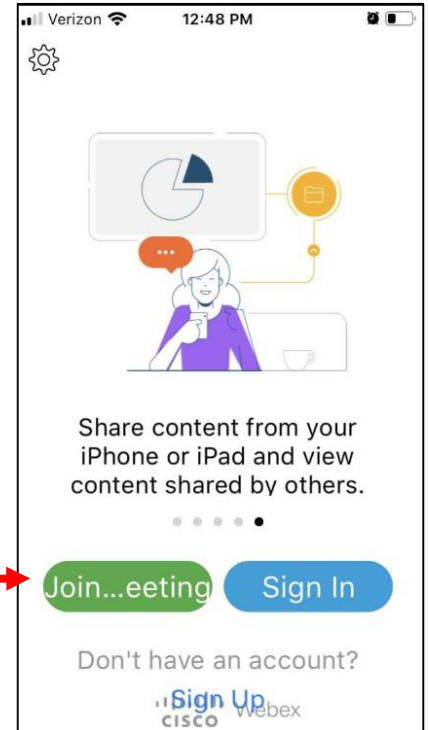 Verizon 12:48 PM
Share content from your
iPhone or iPad and view
content shared by others.
Join...eeting Sign In
Don't have an account?
Sign Up
CISCO Webex